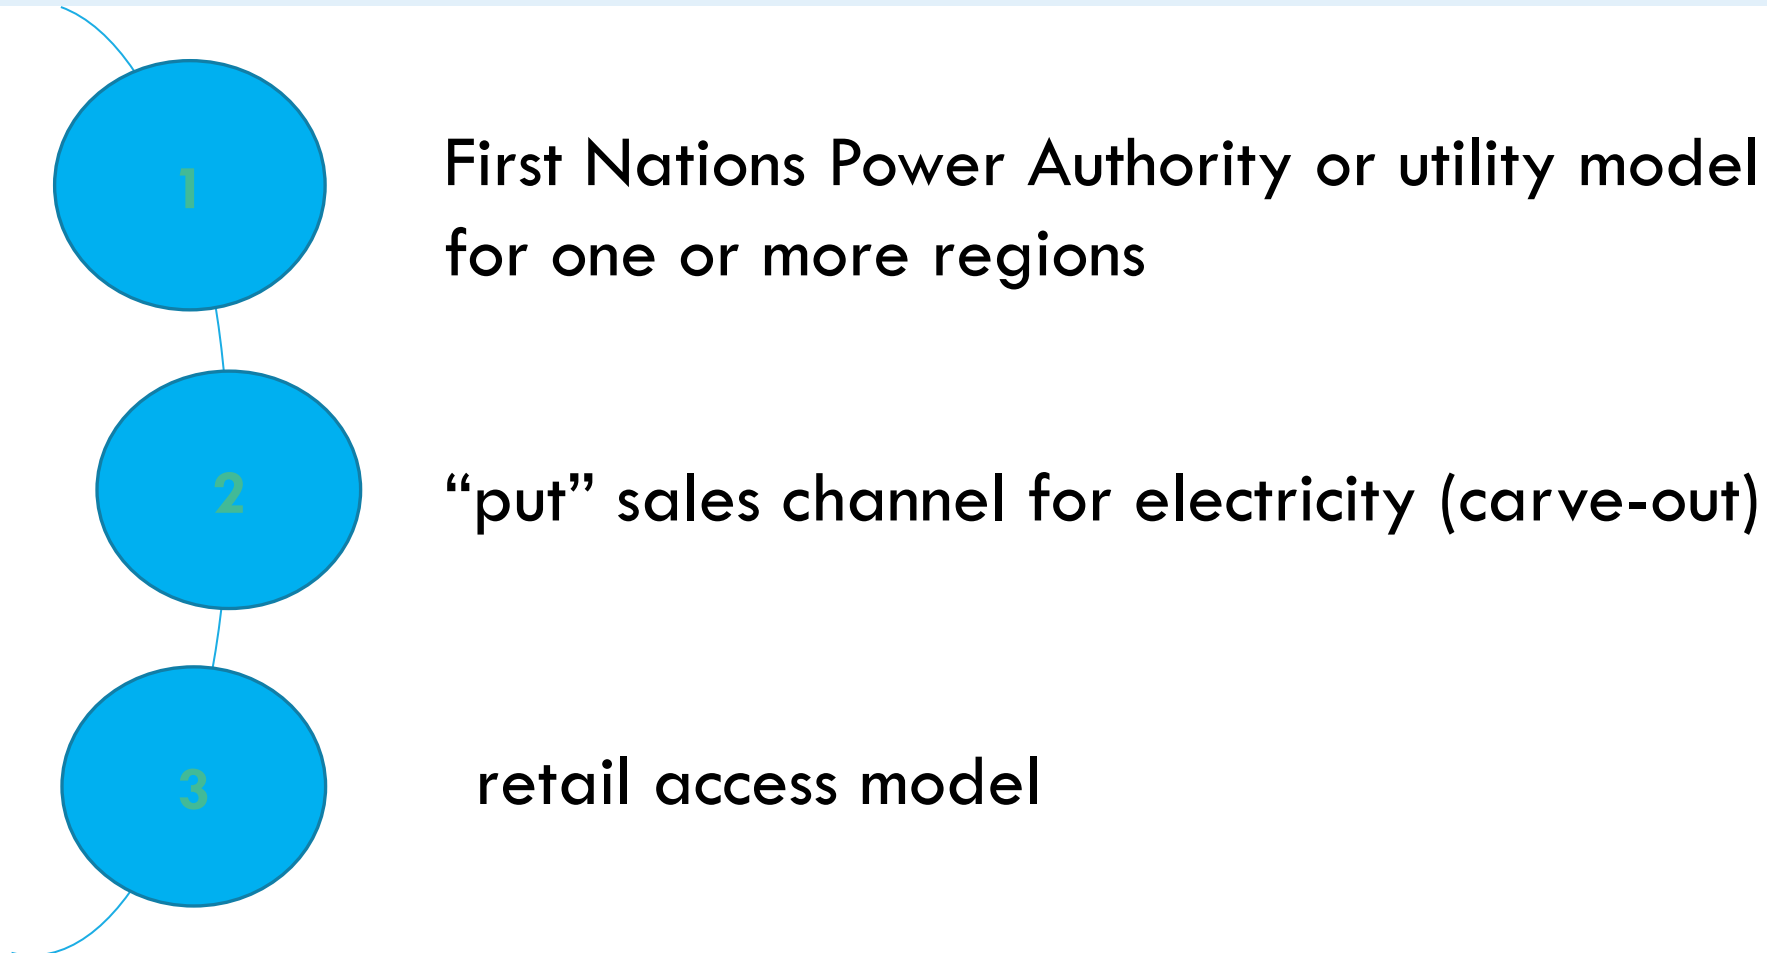 1
First Nations Power Authority or utility model
for one or more regions
2
“put” sales channel for electricity (carve-out)
3
retail access model